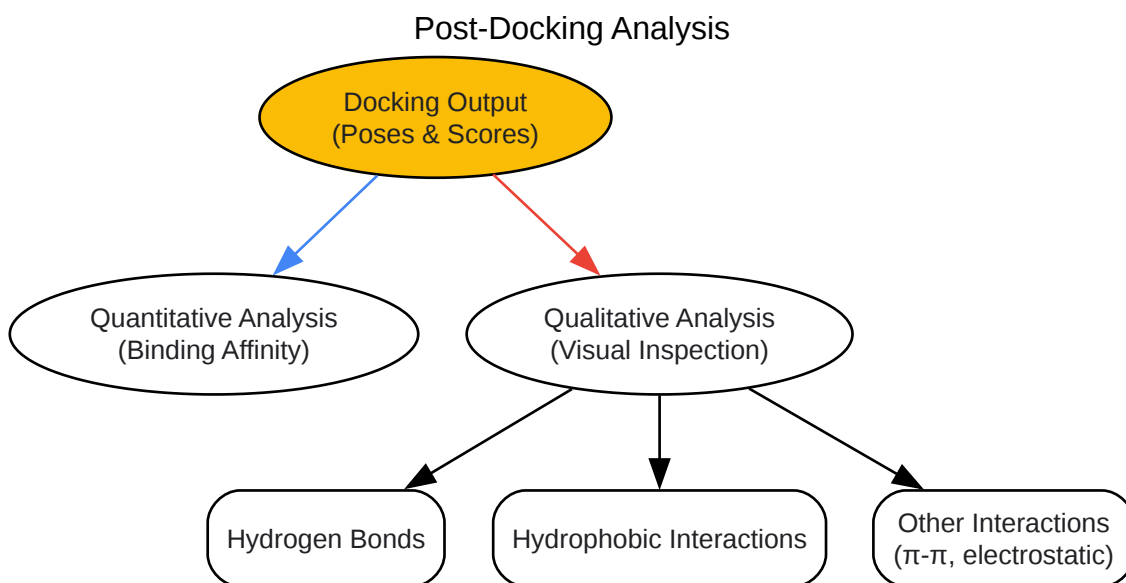 Post-Docking Analysis
Docking Output
(Poses & Scores)
Quantitative Analysis
(Binding Affinity)
Qualitative Analysis
(Visual Inspection)
Hydrogen Bonds
Hydrophobic Interactions
Other Interactions
(π-π, electrostatic)